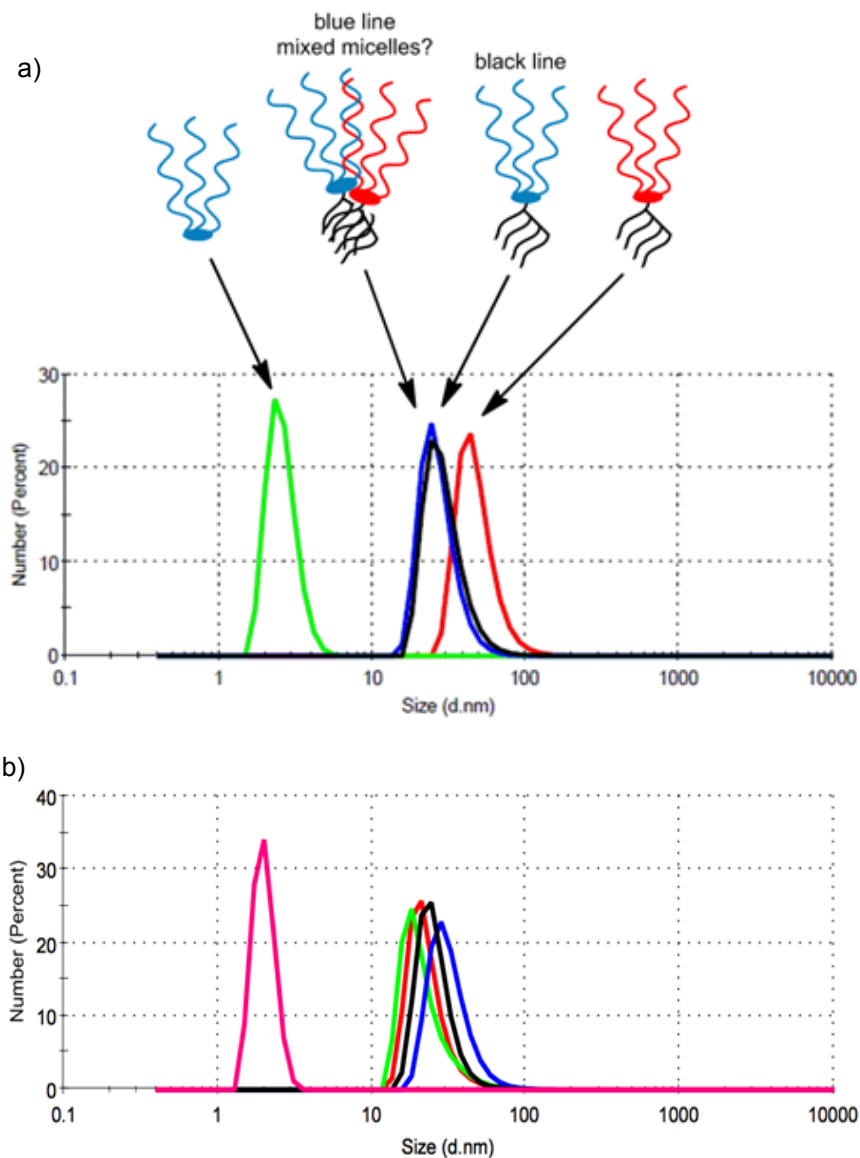 a)
blue line
mixed micelles?
black line
30
20
10
0
Number (Percent)
0.1 1 10 100 1000 10000
Size (d.nm)
b)
40
30
20
10
0
Number (Percent)
0.1 1 10 100 1000 10000
Size (d.nm)